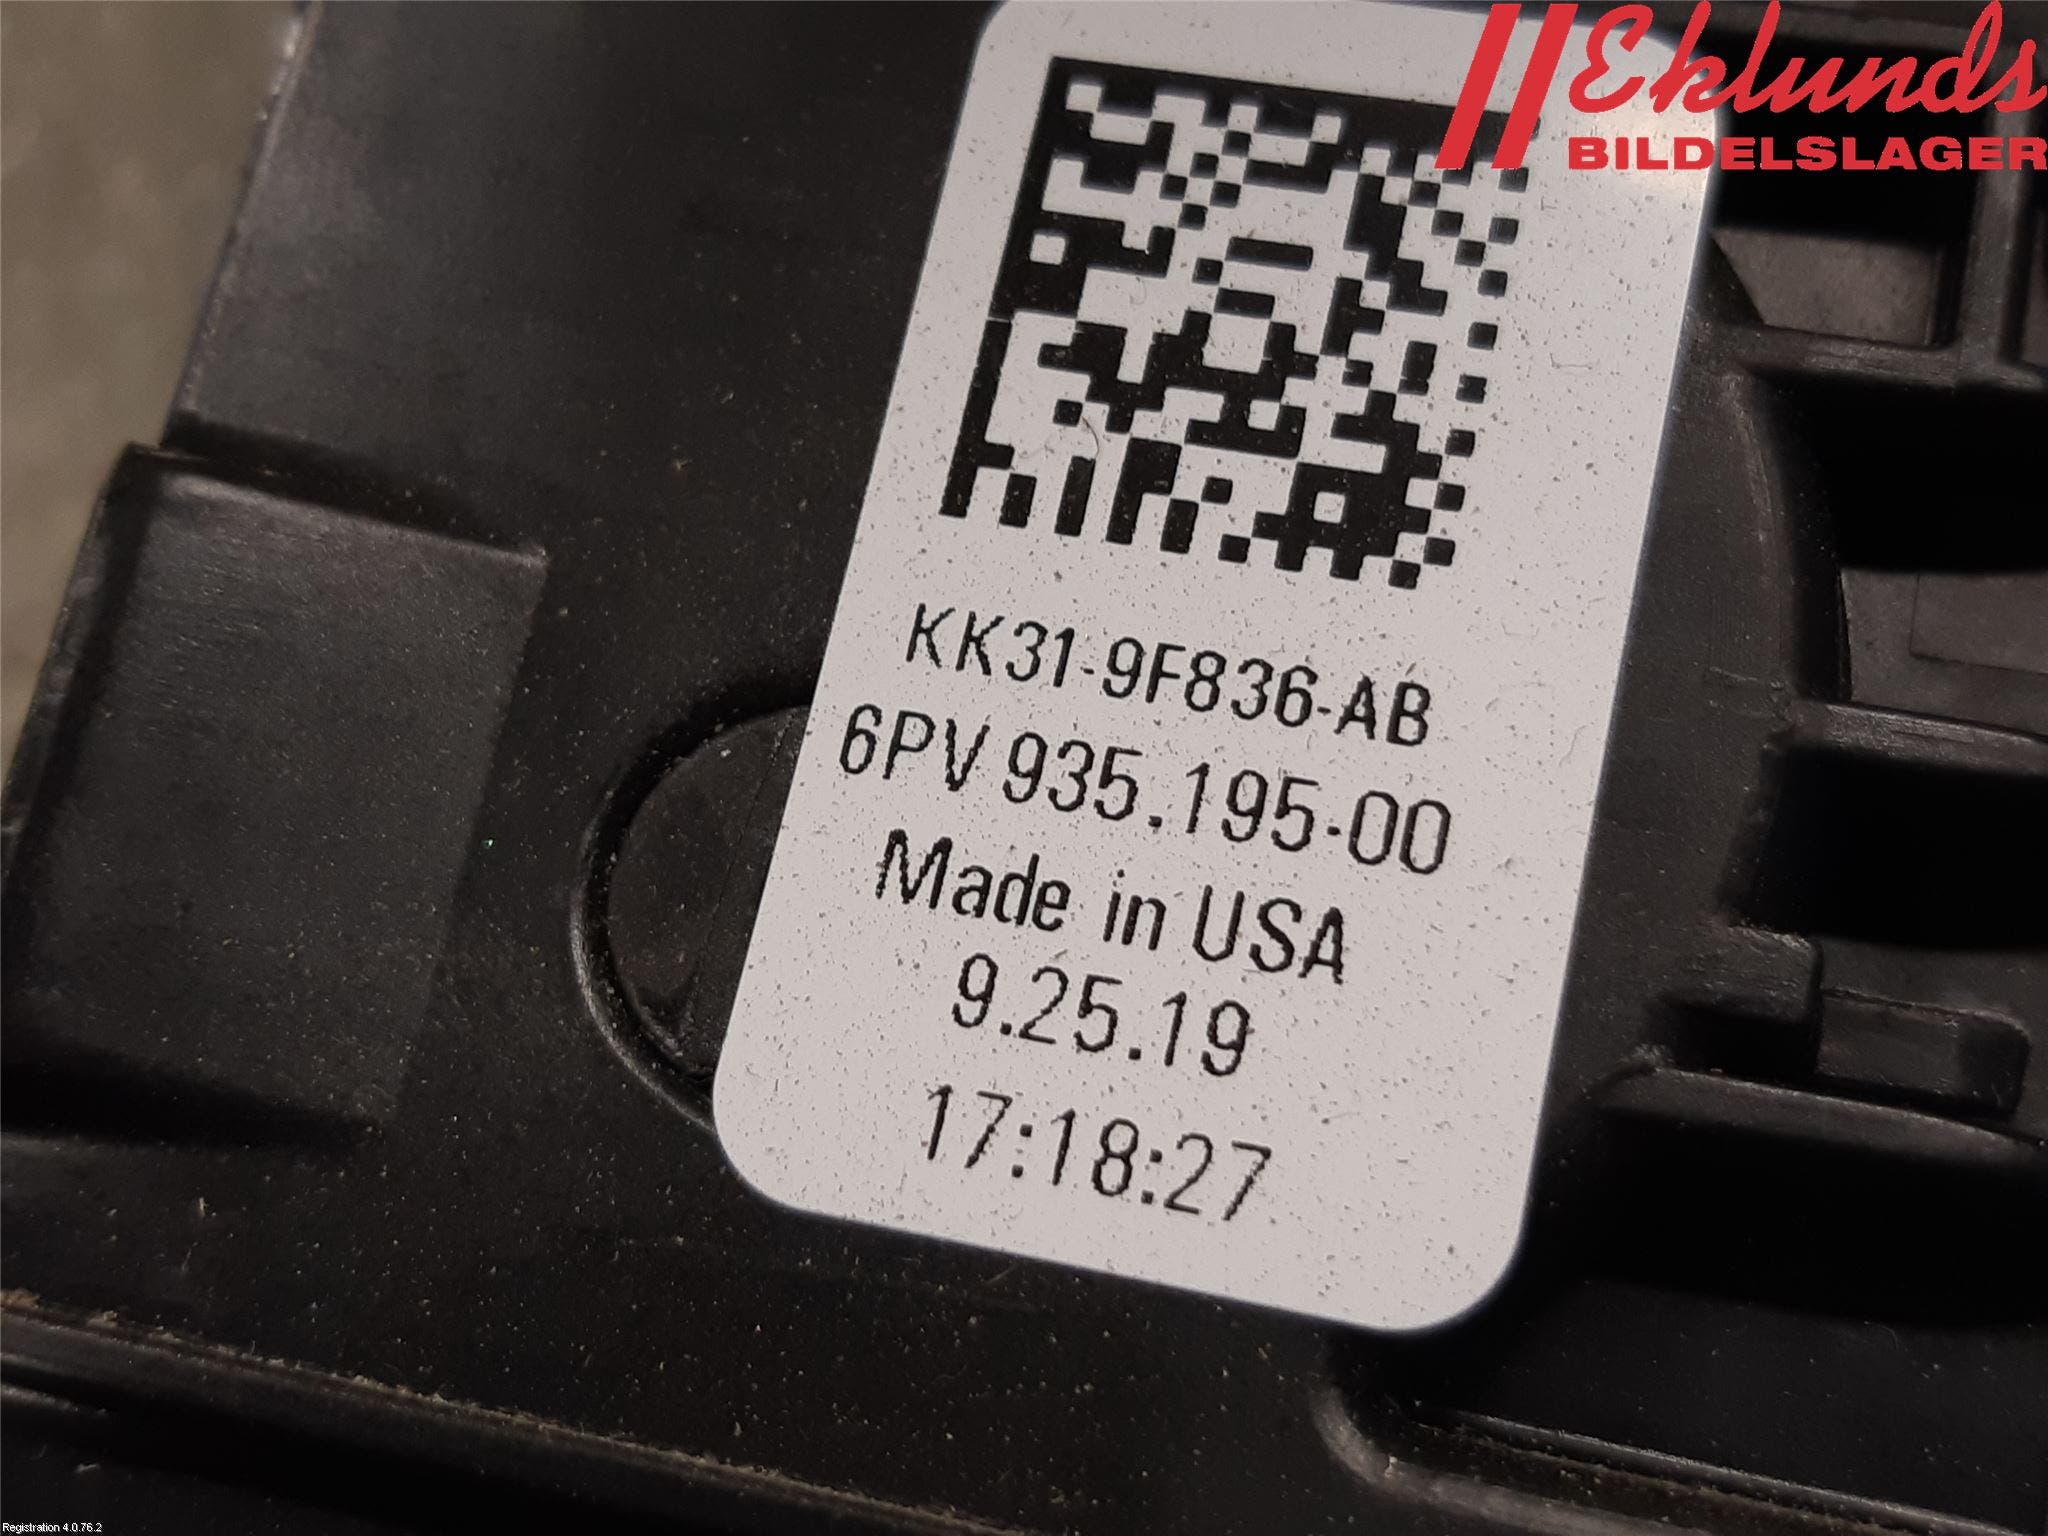 Eklunds
BILDELSLAGER
KK31-9F836-AB
6PV 935.195-00
Made in USA
9.25.19
17:18:27
Registration 4.0.76.2